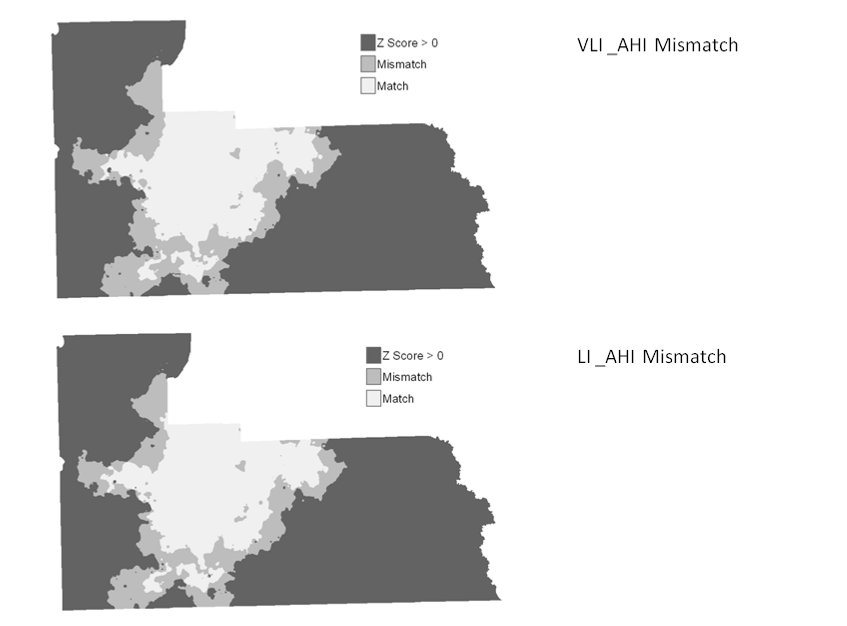 Z Score > 0
Mismatch
Match
VLI _AHI Mismatch
Z Score > 0
Mismatch
Match
LI _AHI Mismatch